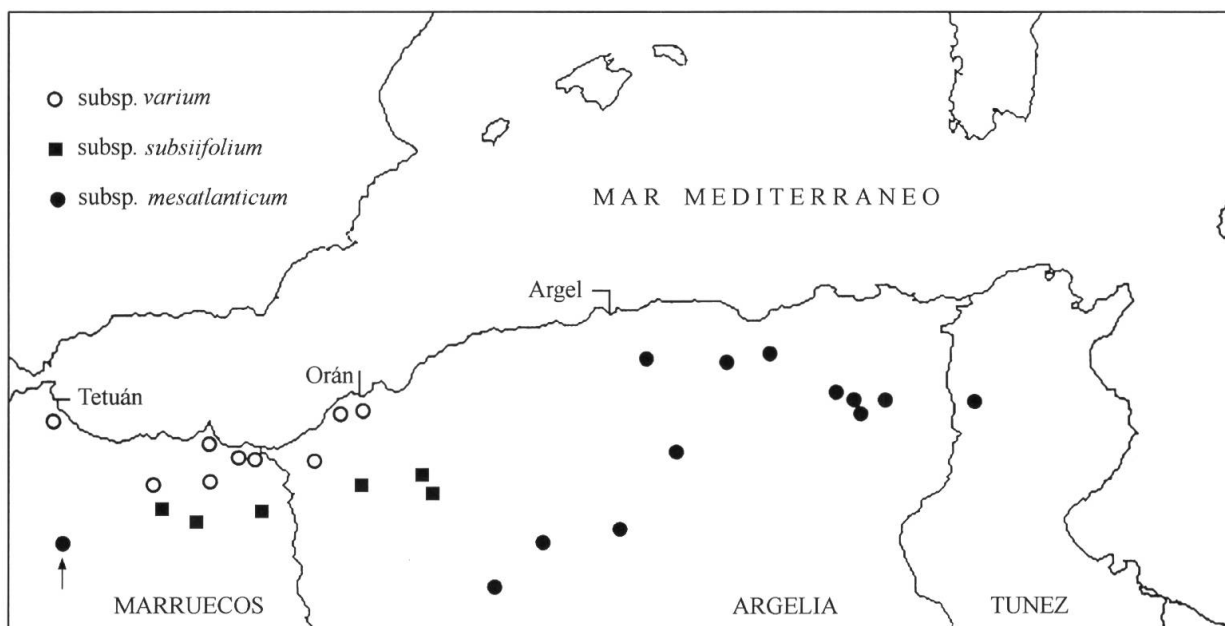 subsp. varium
subsp. subsiifolium
subsp. mesatlanticum
MAR MEDITERRANEO
Argel
Orán
Tetuán
MARRUECOS
ARGELIA
TUNEZ